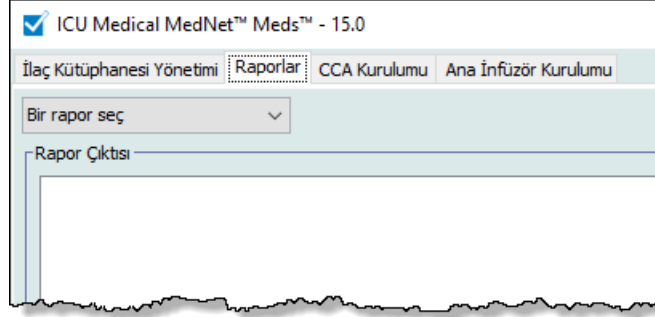 ICU Medical MedNet™ Meds™ - 15.0
İlaç Kütüphanesi Yönetimi Raporlar CCA Kurulumu Ana İnfüzör Kurulumu
Bir rapor seç
Rapor Çıktısı